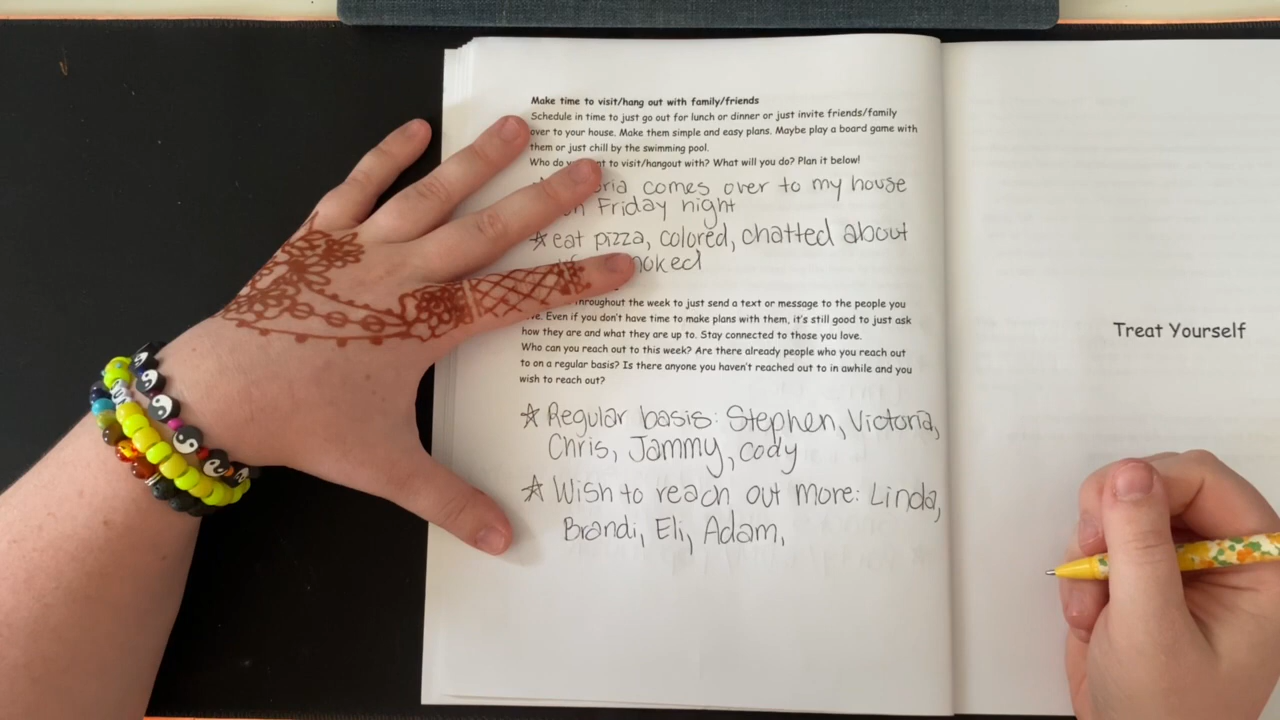 Make time to visit/hang out with family/friends
Schedule in time to just go out for lunch or dinner or just invite friends/family
over to your house. Make them simple and easy plans. Maybe play a board game with
them or just chill by the swimming pool.
Who do to visit/hangout with? What will you do? Plan it below!
comes over to my house
Friday night
☆ eat pizza, colored, chatted about
throughout the week to just send a text or message to the people you
Even if you don't have time to make plans with them, it's still good to just ask
how they are and what they are up to. Stay connected to those you love.
Who can you reach out to this week? Are there already people who you reach out
to on a regular basis? Is there anyone you haven't reached out to in awhile and you
wish to reach out?
☆ Regular basis: Stephen, Victoria,
Chris, Jammy, Cody
☆ Wish to reach out more: Linda,
Brandi, Eli, Adam,
Treat Yourself